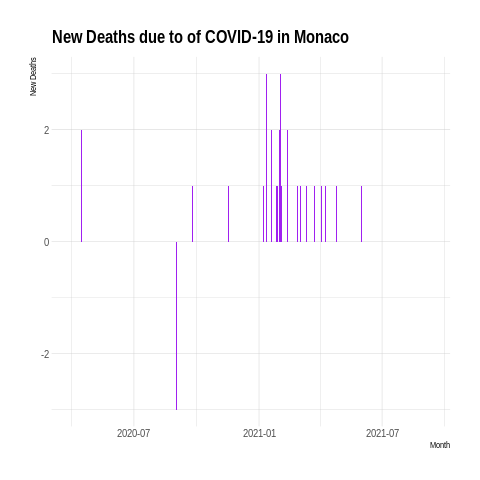 New Deaths due to of COVID-19 in Monaco
New Deaths
2
0
-2
2020-07
2021-01
2021-07
Month